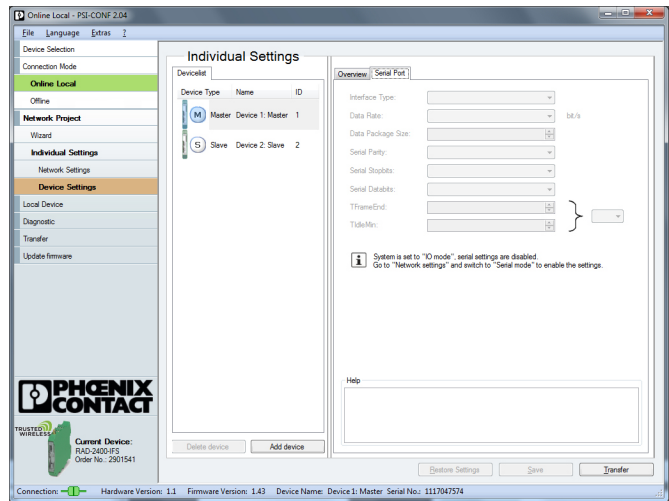 Online Local - PSI-CONF 2.04
File Language Extras ?
Device Selection
Connection Mode
Online Local
Offline
Network Project
Wizard
Individual Settings
Network Settings
Device Settings
Local Device
Diagnostic
Transfer
Update firmware
PHŒNIX
CONTACT
TRUSTED
WIRELESS
Current Device:
RAD-2400-IFS
Order No.: 2901541
Individual Settings
Devicelist
Device Type Name ID
M Master Device 1: Master 1
S Slave Device 2: Slave 2
Delete device Add device
Overview Serial Port
Interface Type:
Data Rate: bit/s
Data Package Size:
Serial Parity:
Serial Stopbits:
Serial Databits:
TFrameEnd:
TIdleMin:
System is set to "IO mode", serial settings are disabled.
Go to "Network settings" and switch to "Serial mode" to enable the settings.
Help
Restore Settings Save Transfer
Connection: Hardware Version: 1.1 Firmware Version: 1.43 Device Name: Device 1: Master Serial No.: 1117047574